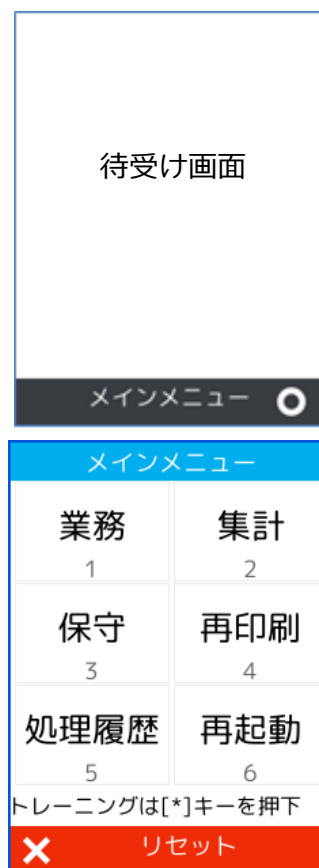 待受け画面
メインメニュー
メインメニュー
業務 集計
1 2
保守 再印刷
3 4
処理履歴 再起動
5 6
トレーニングは[*]キーを押下
リセット